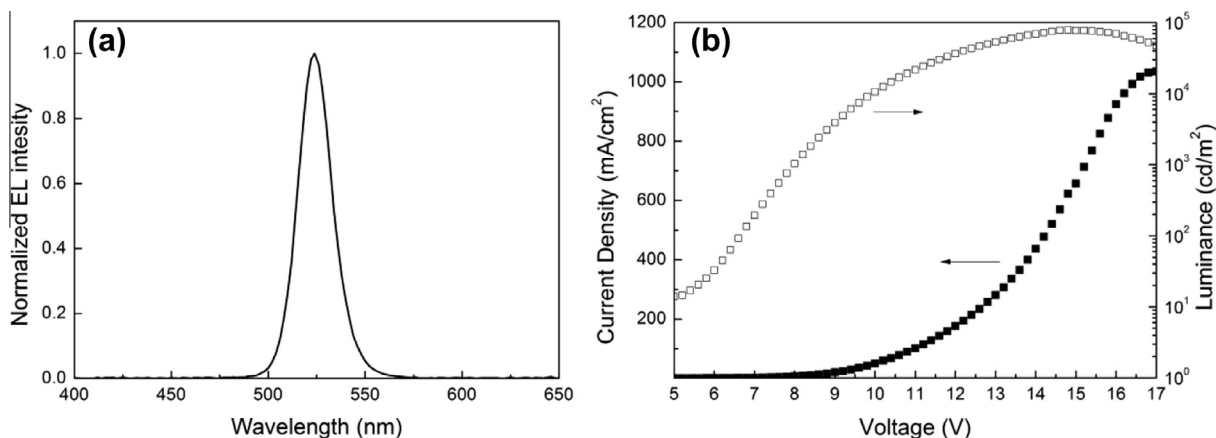 (a)
Normalized EL intesity
1.0
0.8
0.6
0.4
0.2
0.0
400 450 500 550 600 650
Wavelength (nm)
(b)
Current Density (mA/cm²)
1200
1000
800
600
400
200
5 6 7 8 9 10 11 12 13 14 15 16 17
Voltage (V)
10⁵
10⁴
10³
10²
10¹
10⁰
Luminance (cd/m²)